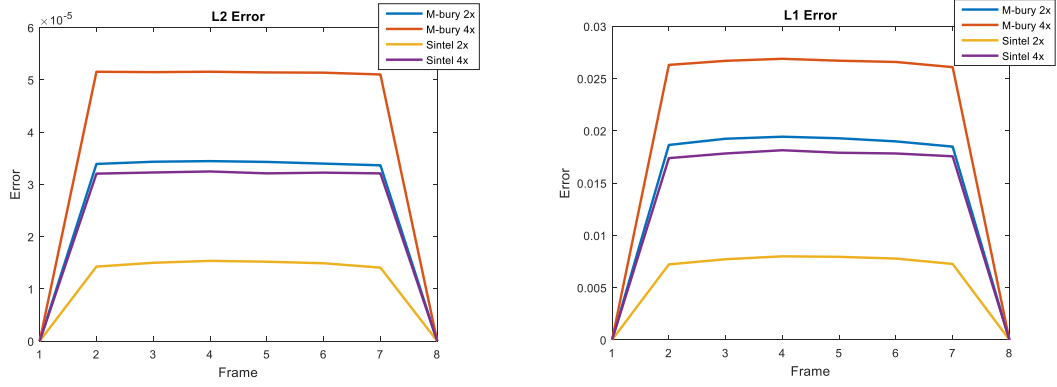 L2 Error
×10^-5
6
5
4
3
2
1
0
Error
1 2 3 4 5 6 7 8
Frame
M-bury 2x
M-bury 4x
Sintel 2x
Sintel 4x
L1 Error
0.03
0.025
0.02
0.015
0.01
0.005
0
Error
1 2 3 4 5 6 7 8
Frame
M-bury 2x
M-bury 4x
Sintel 2x
Sintel 4x